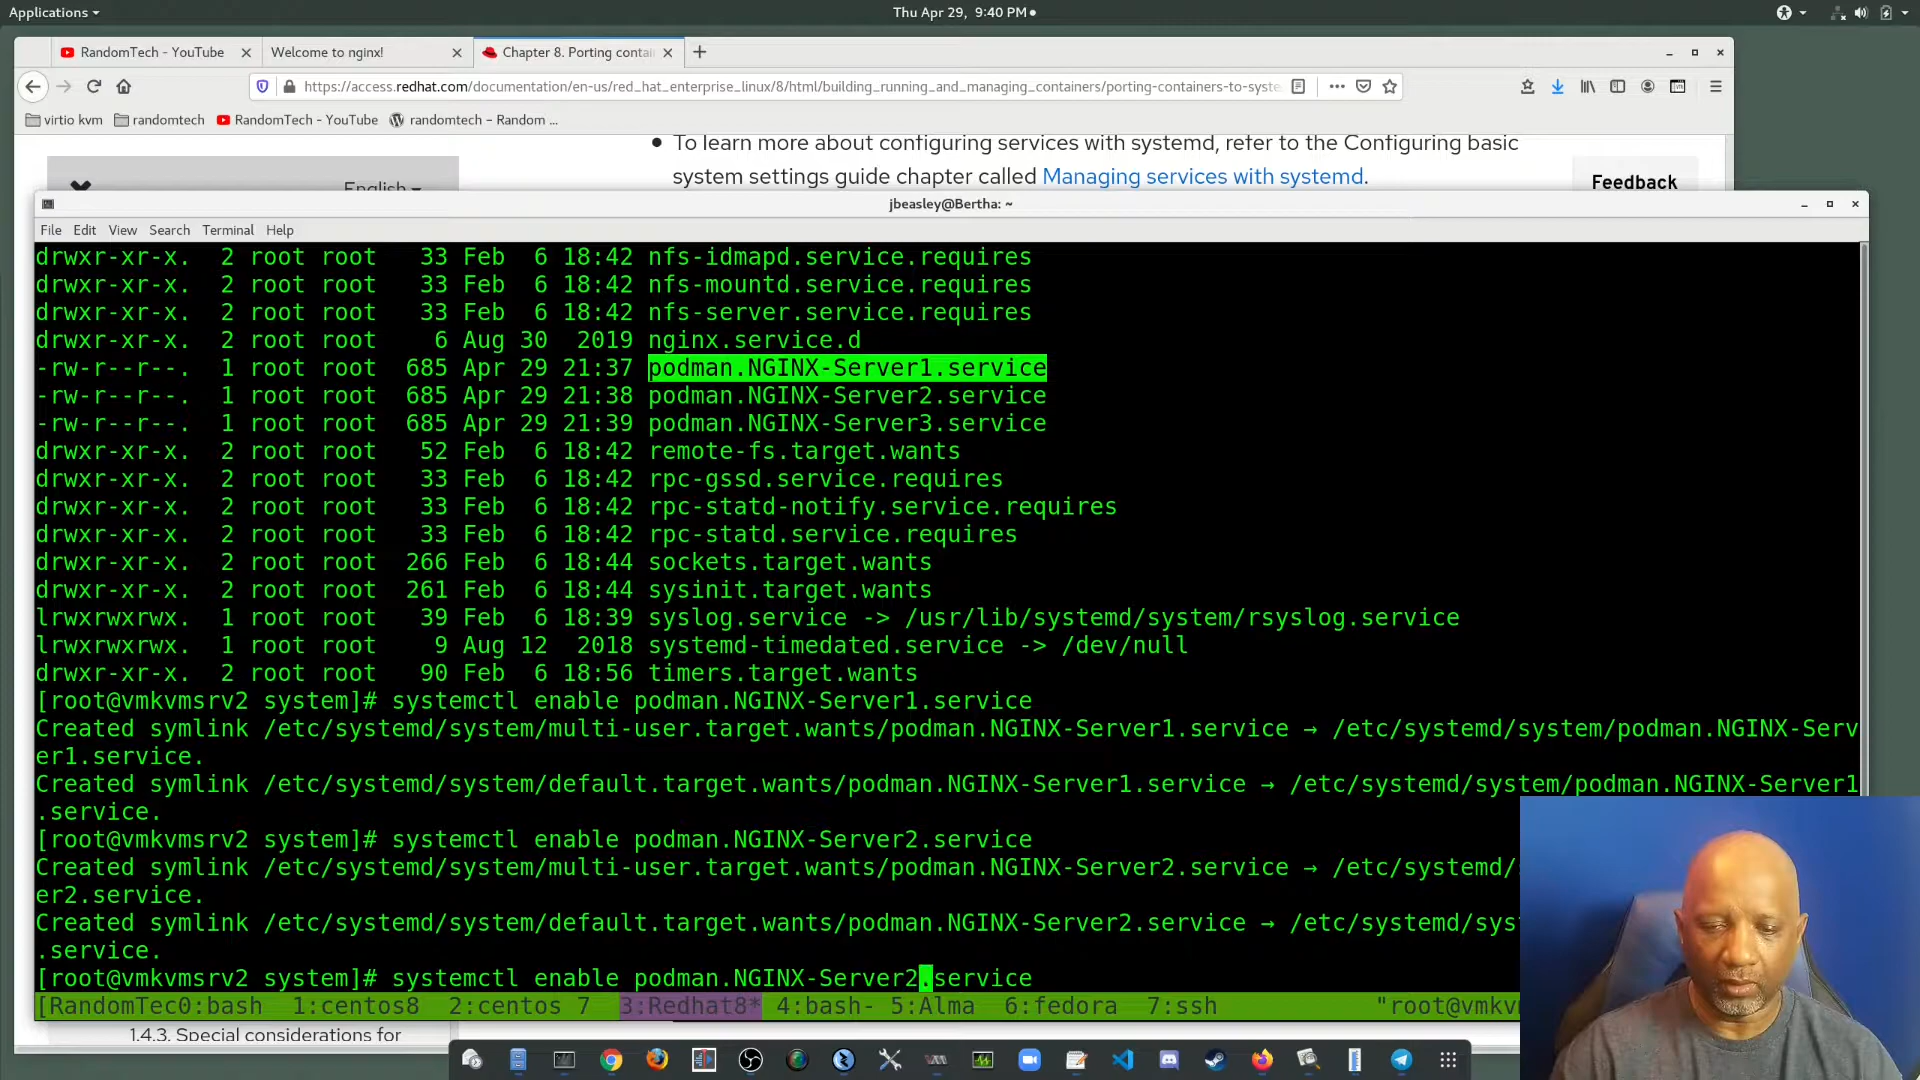 Applications
Thu Apr 29, 9:40 PM
RandomTech - YouTube
Welcome to nginx!
Chapter 8. Porting contai
https://access.redhat.com/documentation/en-us/red_hat_enterprise_linux/8/html/building_running_and_managing_containers/porting-containers-to-syste
virtio kvm
randomtech
RandomTech - YouTube
randomtech – Random ...
To learn more about configuring services with systemd, refer to the Configuring basic
system settings guide chapter called Managing services with systemd.
English
Feedback
jbeasley@Bertha: ~
File Edit View Search Terminal Help
drwxr-xr-x. 2 root root 33 Feb 6 18:42 nfs-idmapd.service.requires
drwxr-xr-x. 2 root root 33 Feb 6 18:42 nfs-mountd.service.requires
drwxr-xr-x. 2 root root 33 Feb 6 18:42 nfs-server.service.requires
drwxr-xr-x. 2 root root 6 Aug 30 2019 nginx.service.d
-rw-r--r--. 1 root root 685 Apr 29 21:37 podman.NGINX-Server1.service
-rw-r--r--. 1 root root 685 Apr 29 21:38 podman.NGINX-Server2.service
-rw-r--r--. 1 root root 685 Apr 29 21:39 podman.NGINX-Server3.service
drwxr-xr-x. 2 root root 52 Feb 6 18:42 remote-fs.target.wants
drwxr-xr-x. 2 root root 33 Feb 6 18:42 rpc-gssd.service.requires
drwxr-xr-x. 2 root root 33 Feb 6 18:42 rpc-statd-notify.service.requires
drwxr-xr-x. 2 root root 33 Feb 6 18:42 rpc-statd.service.requires
drwxr-xr-x. 2 root root 266 Feb 6 18:44 sockets.target.wants
drwxr-xr-x. 2 root root 261 Feb 6 18:44 sysinit.target.wants
lrwxrwxrwx. 1 root root 39 Feb 6 18:39 syslog.service -> /usr/lib/systemd/system/rsyslog.service
lrwxrwxrwx. 1 root root 9 Aug 12 2018 systemd-timedated.service -> /dev/null
drwxr-xr-x. 2 root root 90 Feb 6 18:56 timers.target.wants
[root@vmkvmsrv2 system]# systemctl enable podman.NGINX-Server1.service
Created symlink /etc/systemd/system/multi-user.target.wants/podman.NGINX-Server1.service → /etc/systemd/system/podman.NGINX-Serv
er1.service.
Created symlink /etc/systemd/system/default.target.wants/podman.NGINX-Server1.service → /etc/systemd/system/podman.NGINX-Server1
.service.
[root@vmkvmsrv2 system]# systemctl enable podman.NGINX-Server2.service
Created symlink /etc/systemd/system/multi-user.target.wants/podman.NGINX-Server2.service → /etc/systemd/s
er2.service.
Created symlink /etc/systemd/system/default.target.wants/podman.NGINX-Server2.service → /etc/systemd/sys
.service.
[root@vmkvmsrv2 system]# systemctl enable podman.NGINX-Server2.service
[RandomTec0:bash 1:centos8 2:centos 7 3:Redhat8* 4:bash- 5:Alma 6:fedora 7:ssh "root@vmkv
1.4.3. Special considerations for